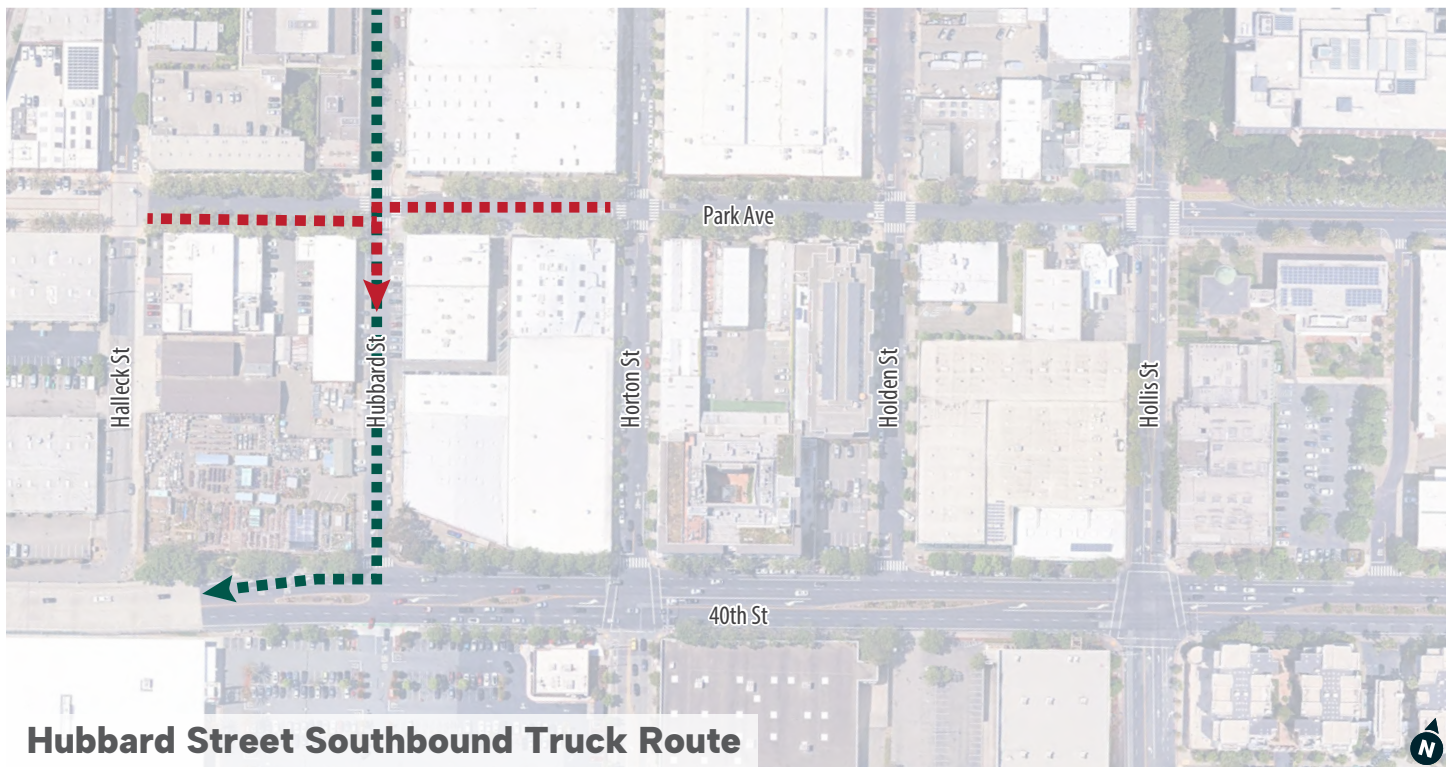 Park Ave
Halleck St
Hubbard St
Horton St
Holden St
Hollis St
40th St
Hubbard Street Southbound Truck Route
N